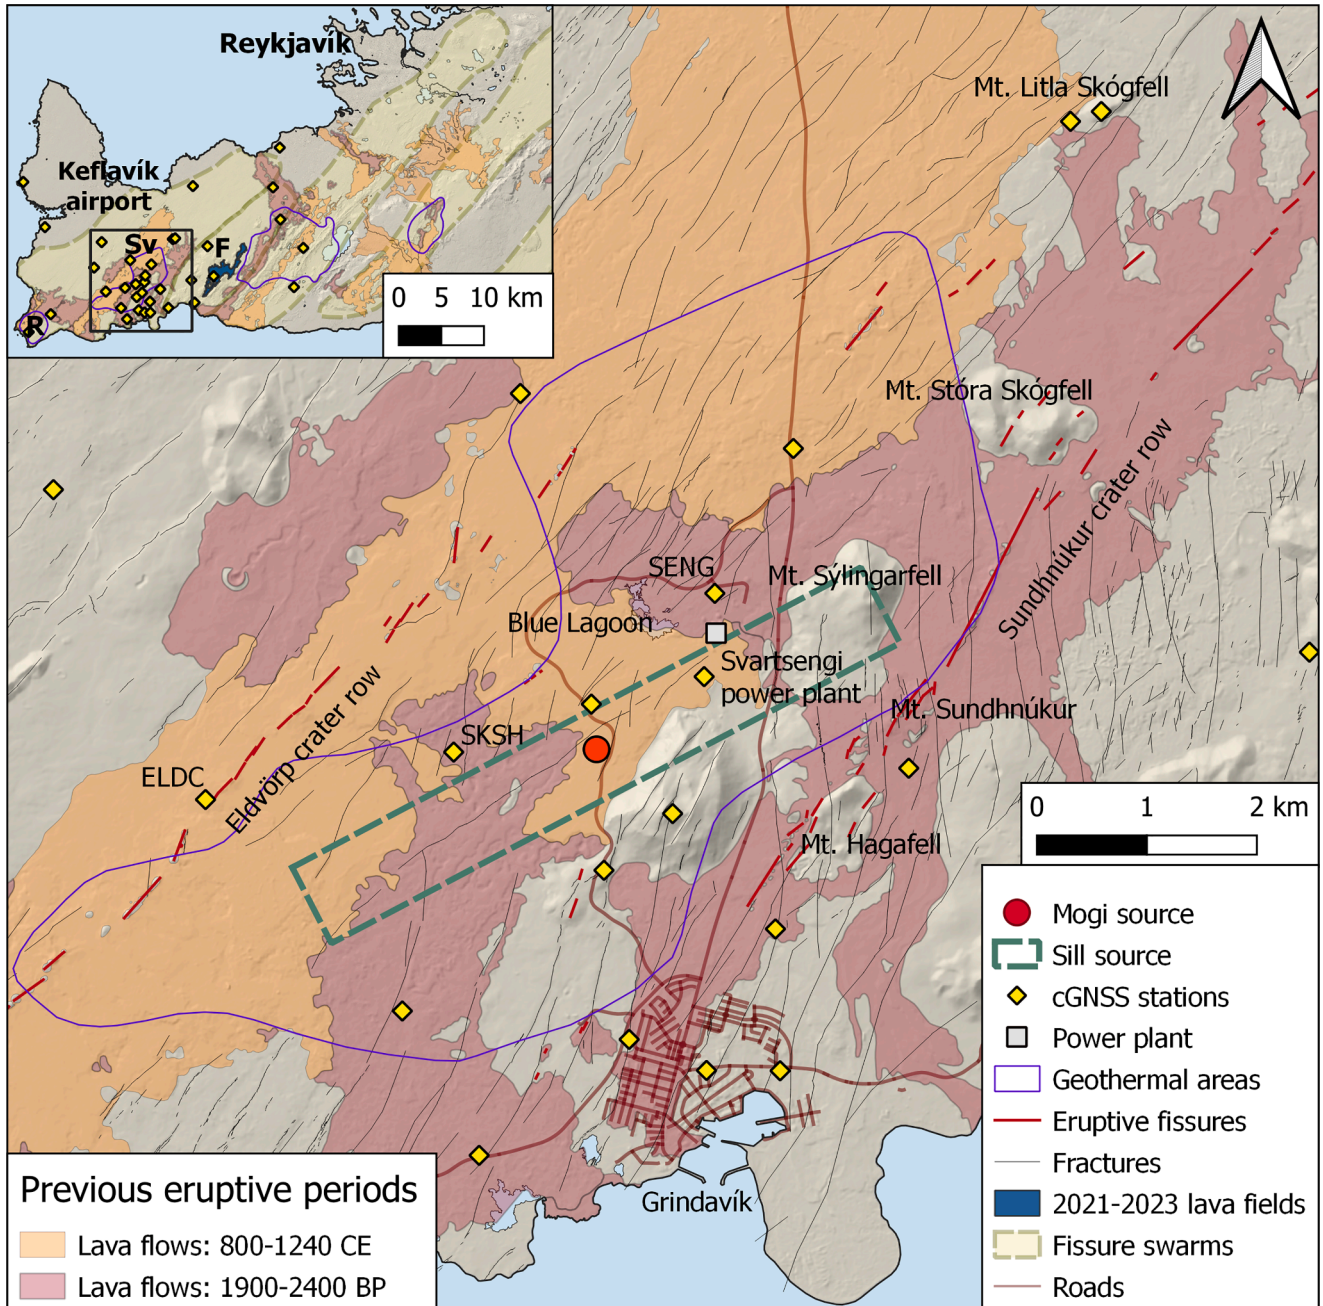 Reykjavík
Keflavík
airport
Sv
F
R
0 5 10 km
Mt. Litla Skógfell
Mt. Stóra Skógfell
Sundhnúkur crater row
SENG
Mt. Sýlingarfell
Blue Lagoon
Svartsengi
power plant
Mt. Sundhnúkur
SKSH
ELDC
Eldvörp crater row
Mt. Hagafell
Grindavík
0 1 2 km
Mogi source
Sill source
cGNSS stations
Power plant
Geothermal areas
Eruptive fissures
Fractures
2021-2023 lava fields
Fissure swarms
Roads
Previous eruptive periods
Lava flows: 800-1240 CE
Lava flows: 1900-2400 BP